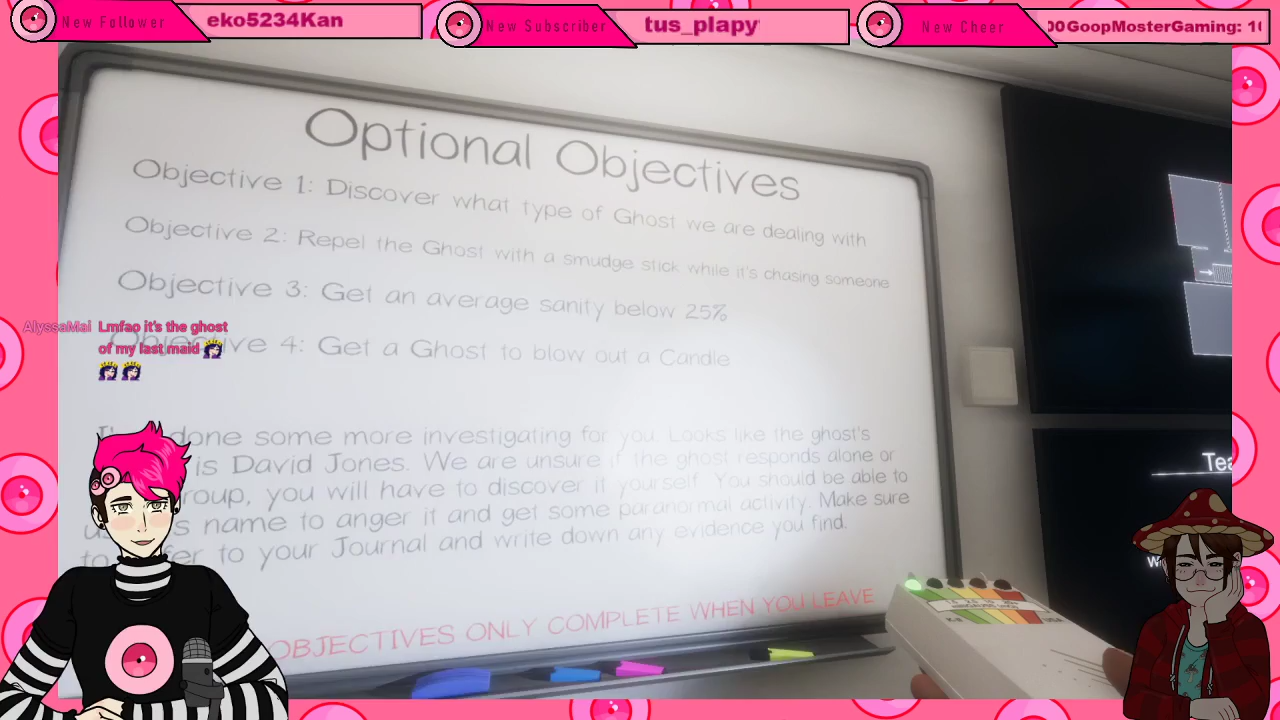 New Follower
eko5234Kan
New Subscriber
tus_plapy
New Cheer
00GoopMosterGaming:
Optional Objectives
Objective 1: Discover what type of Ghost we are dealing with
Objective 2: Repel the Ghost with a smudge stick while it's chasing someone
Objective 3: Get an average sanity below 25%
Objective 4: Get a Ghost to blow out a Candle
AlyssaMai Lmfao it's the ghost
of my last maid
done some more investigating for you. Looks like the ghost's
is David Jones. We are unsure if the ghost responds alone or
group, you will have to discover it yourself. You should be able to
name to anger it and get some paranormal activity. Make sure
to your Journal and write down any evidence you find.
OBJECTIVES ONLY COMPLETE WHEN YOU LEAVE